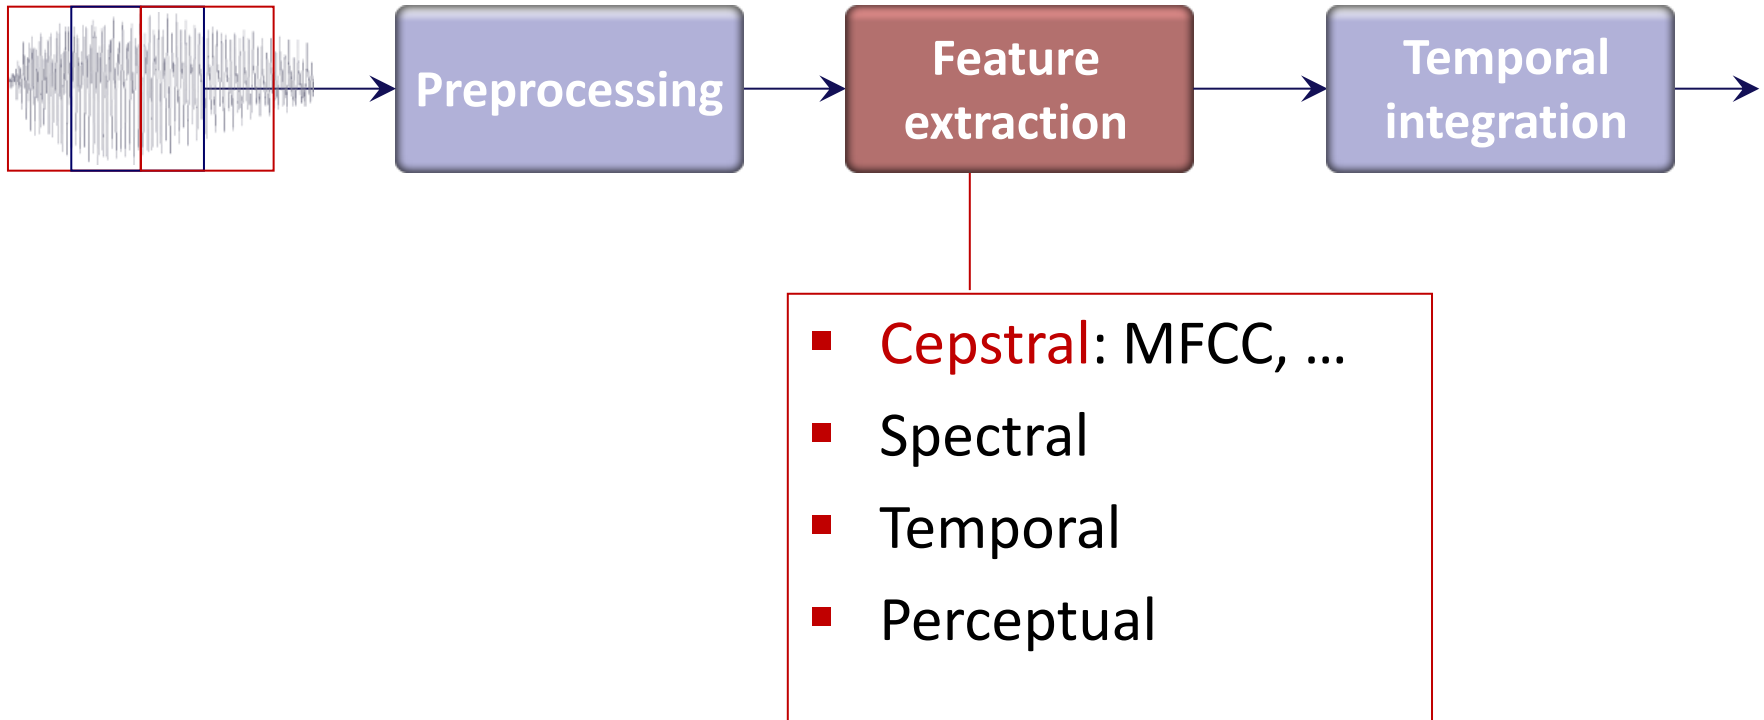 Preprocessing
Feature
extraction
Temporal
integration
▪ Cepstral: MFCC, ...
▪ Spectral
▪ Temporal
▪ Perceptual